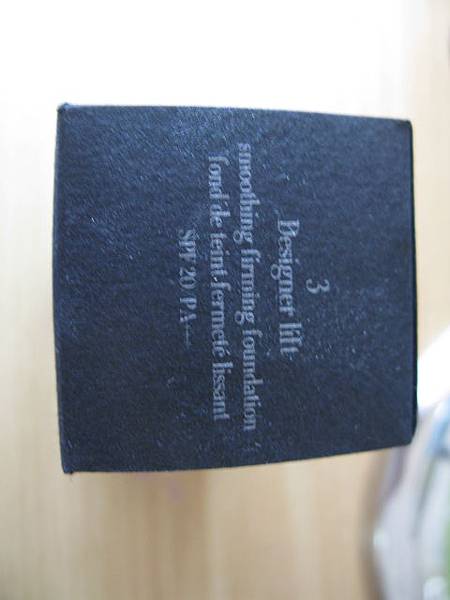 3
Designer lift
smoothing firming foundation
fond de teint fermeté lissant
SPF 20/PA+++